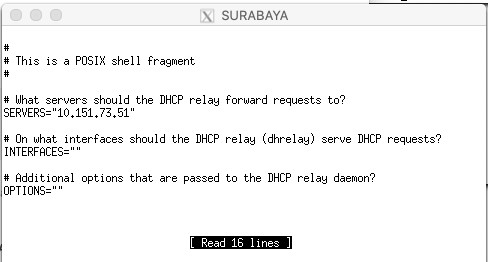 SURABAYA
#
# This is a POSIX shell fragment
#
# What servers should the DHCP relay forward requests to?
SERVERS="10.151.73.51"
# On what interfaces should the DHCP relay (dhrelay) serve DHCP requests?
INTERFACES=""
# Additional options that are passed to the DHCP relay daemon?
OPTIONS=""
[ Read 16 lines ]